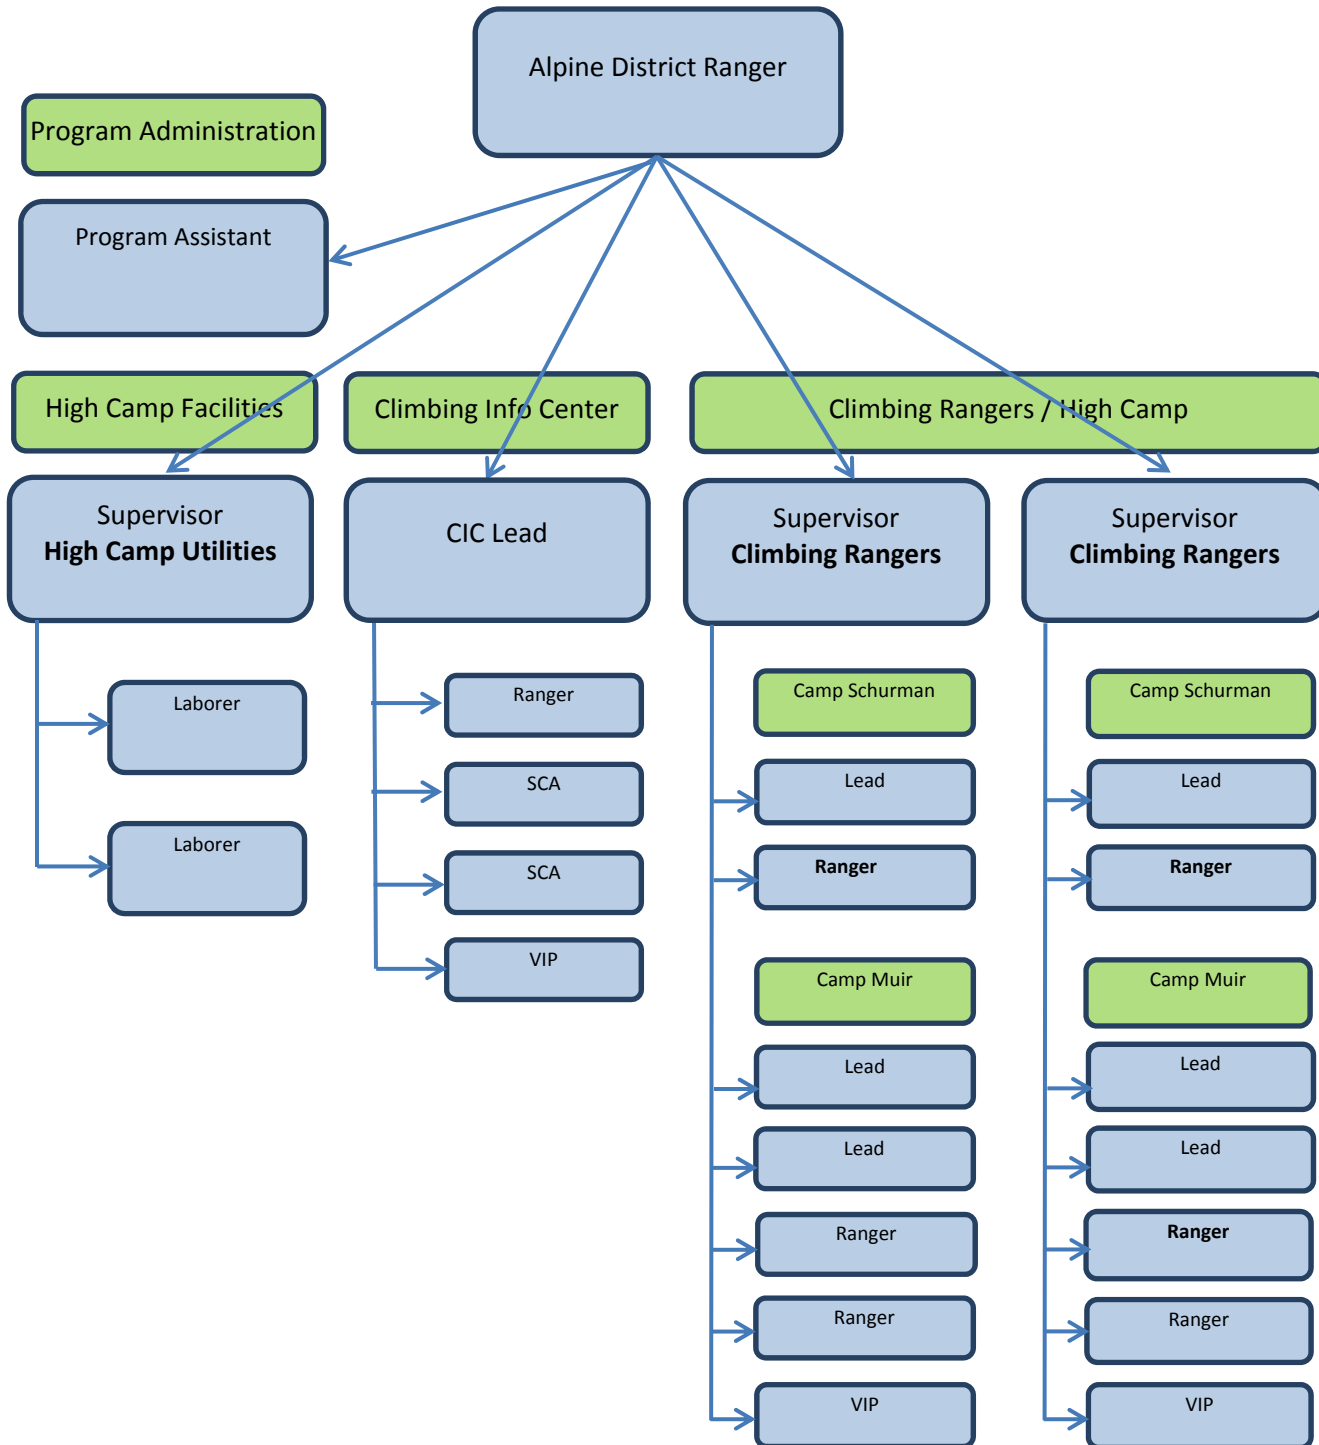 Alpine District Ranger
Program Administration
Program Assistant
High Camp Facilities
Climbing Info Center
Climbing Rangers / High Camp
Supervisor
High Camp Utilities
CIC Lead
Supervisor
Climbing Rangers
Supervisor
Climbing Rangers
Laborer
Laborer
Ranger
SCA
SCA
VIP
Camp Schurman
Lead
Ranger
Camp Muir
Lead
Lead
Ranger
Ranger
VIP
Camp Schurman
Lead
Ranger
Camp Muir
Lead
Lead
Ranger
Ranger
VIP